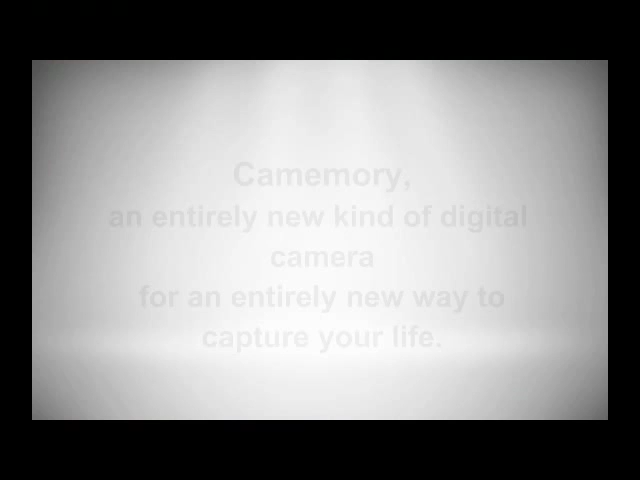 Camemory,
an entirely new kind of digital
camera
for an entirely new way to
capture your life.